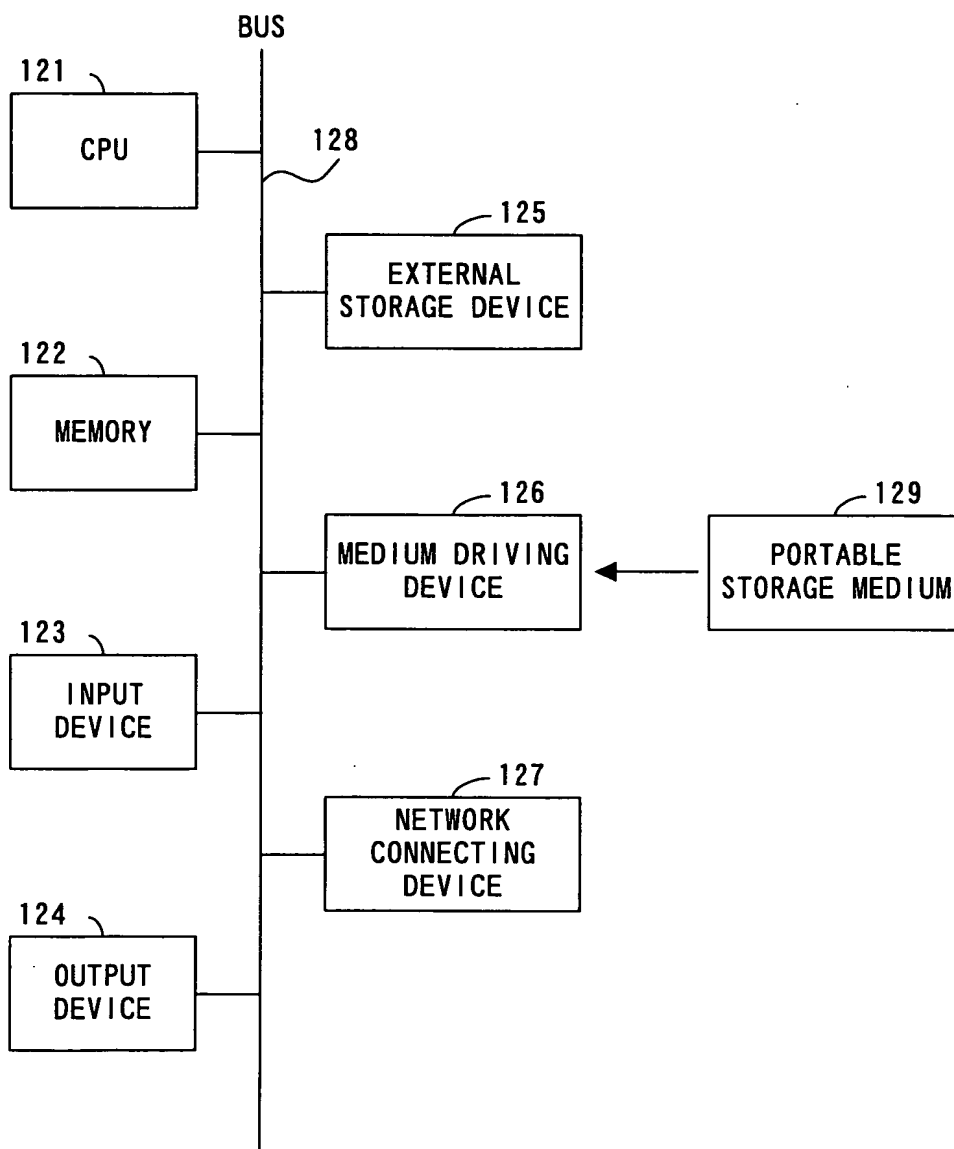 BUS
121
CPU
128
125
EXTERNAL
STORAGE DEVICE
122
MEMORY
126
MEDIUM DRIVING
DEVICE
129
PORTABLE
STORAGE MEDIUM
123
INPUT
DEVICE
127
NETWORK
CONNECTING
DEVICE
124
OUTPUT
DEVICE